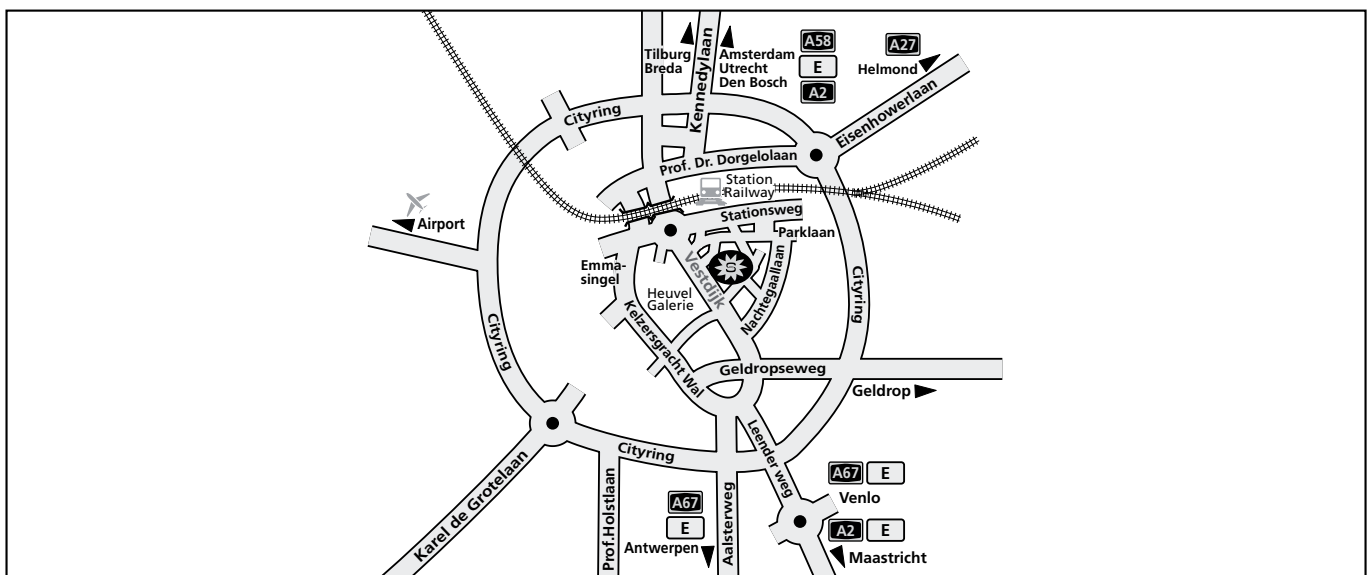 Tilburg
Breda
Kennedylaan
Amsterdam
Utrecht
Den Bosch
A58
E
A2
A27
Helmond
Eisenhowerlaan
Cityring
Prof. Dr. Dorgelolaan
Station
Railway
Stationsweg
Parklaan
Airport
Emma-
singel
Vestdijk
S
Nachtegaallaan
Heuvel
Galerie
Keizersgracht Wal
Cityring
Cityring
Geldropseweg
Geldrop
Leender weg
Cityring
Karel de Grotelaan
Prof.Holstlaan
A67
E
Antwerpen
Aalsterweg
A67
E
Venlo
A2
E
Maastricht